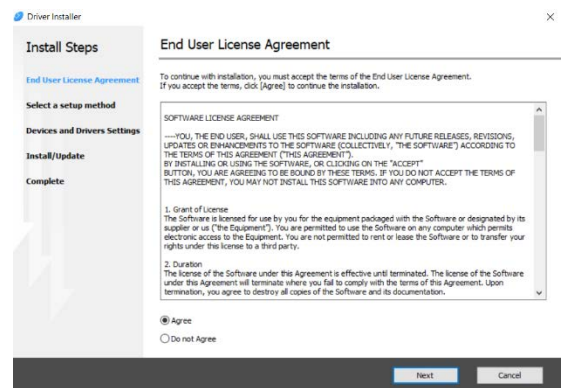 Driver Installer
Install Steps
End User License Agreement
Select a setup method
Devices and Drivers Settings
Install/Update
Complete
End User License Agreement
To continue with installation, you must accept the terms of the End User License Agreement.
If you accept the terms, click [Agree] to continue the installation.
SOFTWARE LICENSE AGREEMENT
----YOU, THE END USER, SHALL USE THIS SOFTWARE INCLUDING ANY FUTURE RELEASES, REVISIONS,
UPDATES OR ENHANCEMENTS TO THE SOFTWARE (COLLECTIVELY, "THE SOFTWARE") ACCORDING TO
THE TERMS OF THIS AGREEMENT ("THIS AGREEMENT").
BY INSTALLING OR USING THE SOFTWARE, OR CLICKING ON THE "ACCEPT"
BUTTON, YOU ARE AGREEING TO BE BOUND BY THESE TERMS. IF YOU DO NOT ACCEPT THE TERMS OF
THIS AGREEMENT, YOU MAY NOT INSTALL THIS SOFTWARE INTO ANY COMPUTER.
1. Grant of License
The Software is licensed for use by you for the equipment packaged with the Software or designated by its
supplier or us ("the Equipment"). You are permitted to use the Software on any computer which permits
electronic access to the Equipment. You are not permitted to rent or lease the Software or to transfer your
rights under this license to a third party.
2. Duration
The license of the Software under this Agreement is effective until terminated. The license of the Software
under this Agreement will terminate where you fail to comply with the terms of this Agreement. Upon
termination, you agree to destroy all copies of the Software and its documentation.
Agree
Do not Agree
Next
Cancel